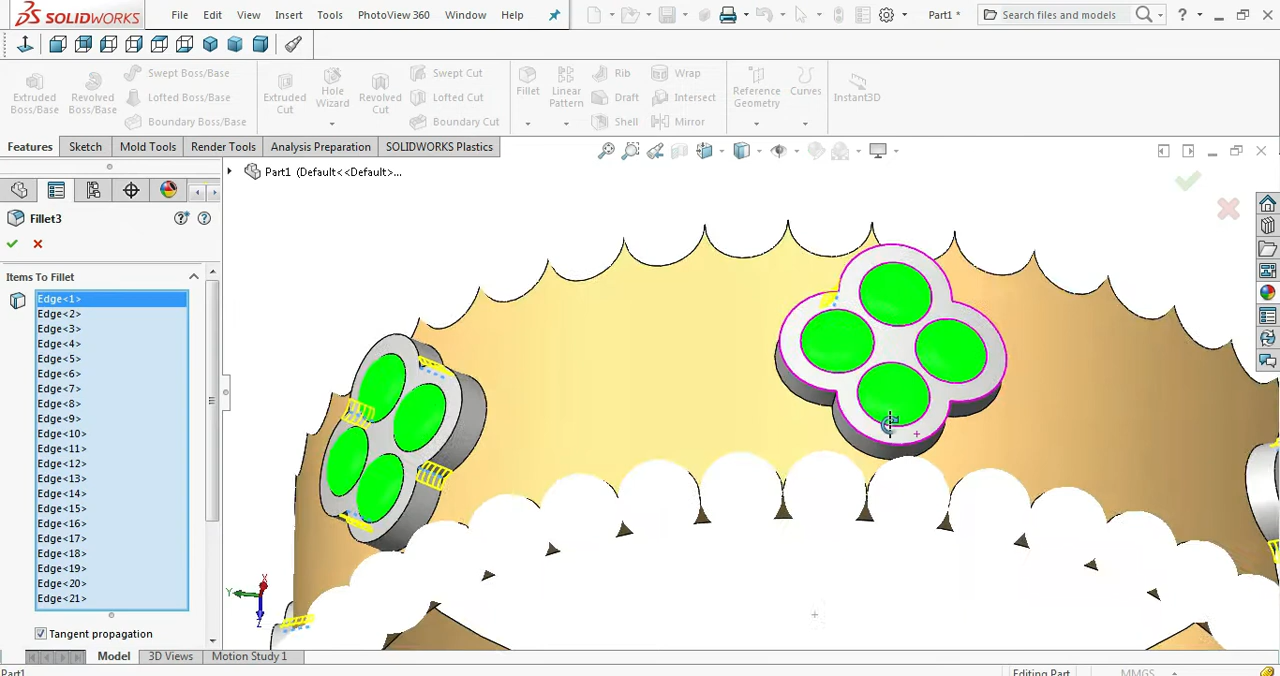 SOLIDWORKS File Edit View Insert Tools PhotoView 360 Window Help Part1 * Search files and models ?
Extruded Boss/Base
Revolved Boss/Base
Swept Boss/Base
Lofted Boss/Base
Boundary Boss/Base
Extruded Cut
Hole Wizard
Revolved Cut
Swept Cut
Lofted Cut
Boundary Cut
Fillet
Linear Pattern
Rib
Draft
Shell
Wrap
Intersect
Mirror
Reference Geometry
Curves
Instant3D
Features Sketch Mold Tools Render Tools Analysis Preparation SOLIDWORKS Plastics
Part1 (Default<<Default>...
Fillet3
Items To Fillet
Edge<1>
Edge<2>
Edge<3>
Edge<4>
Edge<5>
Edge<6>
Edge<7>
Edge<8>
Edge<9>
Edge<10>
Edge<11>
Edge<12>
Edge<13>
Edge<14>
Edge<15>
Edge<16>
Edge<17>
Edge<18>
Edge<19>
Edge<20>
Edge<21>
Tangent propagation
X
Y
Z
Model 3D Views Motion Study 1
Part1 Editing Part MMGS